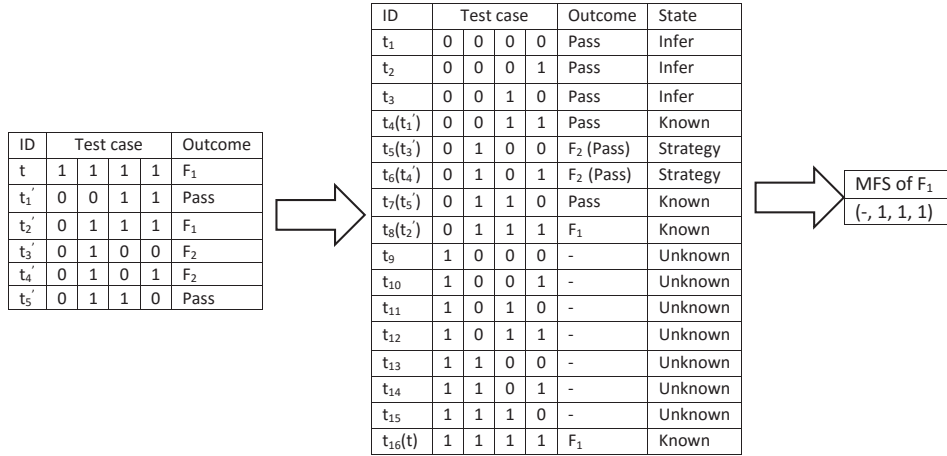 ID Test case Outcome
t 1 1 1 1 F₁
t₁′ 0 0 1 1 Pass
t₂′ 0 1 1 1 F₁
t₃′ 0 1 0 0 F₂
t₄′ 0 1 0 1 F₂
t₅′ 0 1 1 0 Pass
ID Test case Outcome State
t₁ 0 0 0 0 Pass Infer
t₂ 0 0 0 1 Pass Infer
t₃ 0 0 1 0 Pass Infer
t₄(t₁′) 0 0 1 1 Pass Known
t₅(t₃′) 0 1 0 0 F₂ (Pass) Strategy
t₆(t₄′) 0 1 0 1 F₂ (Pass) Strategy
t₇(t₅′) 0 1 1 0 Pass Known
t₈(t₂′) 0 1 1 1 F₁ Known
t₉ 1 0 0 0 - Unknown
t₁₀ 1 0 0 1 - Unknown
t₁₁ 1 0 1 0 - Unknown
t₁₂ 1 0 1 1 - Unknown
t₁₃ 1 1 0 0 - Unknown
t₁₄ 1 1 0 1 - Unknown
t₁₅ 1 1 1 0 - Unknown
t₁₆(t) 1 1 1 1 F₁ Known
MFS of F₁
(-, 1, 1, 1)